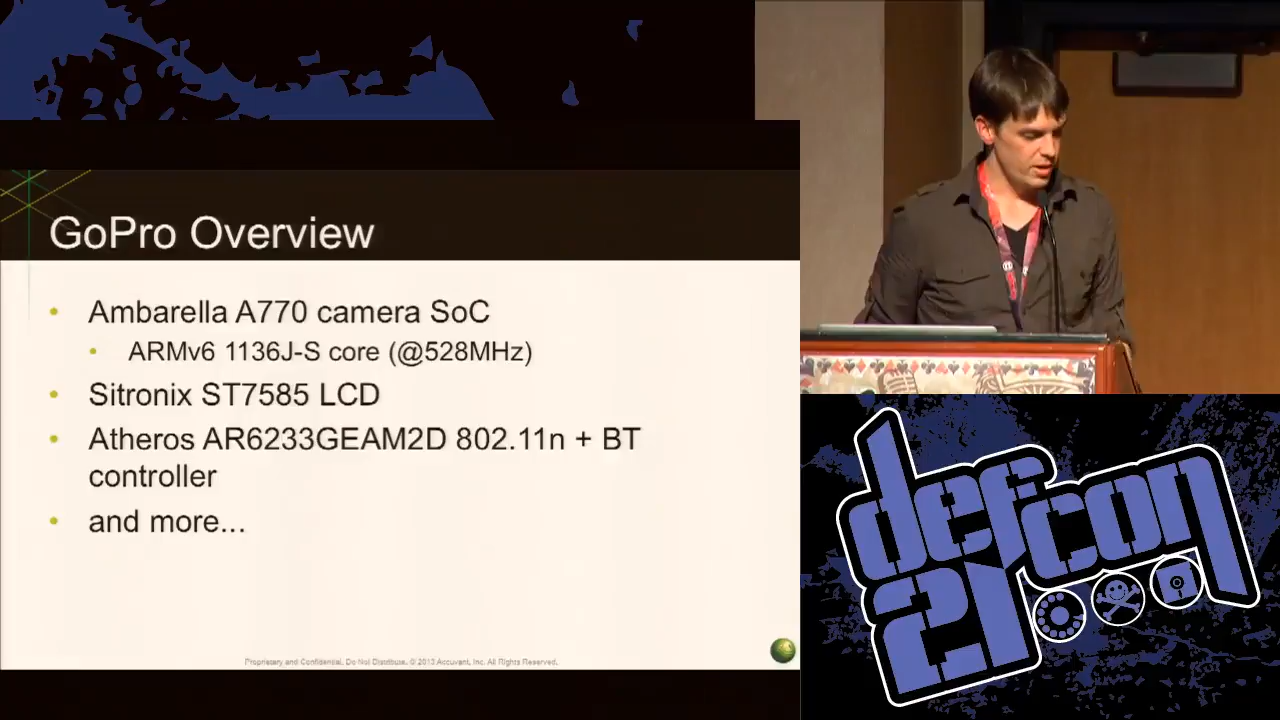 GoPro Overview
• Ambarella A770 camera SoC
• ARMv6 1136J-S core (@528MHz)
• Sitronix ST7585 LCD
• Atheros AR6233GEAM2D 802.11n + BT
controller
• and more...
Proprietary and Confidential. Do Not Distribute. © 2013 Accuvant, Inc. All Rights Reserved.
defcon
21